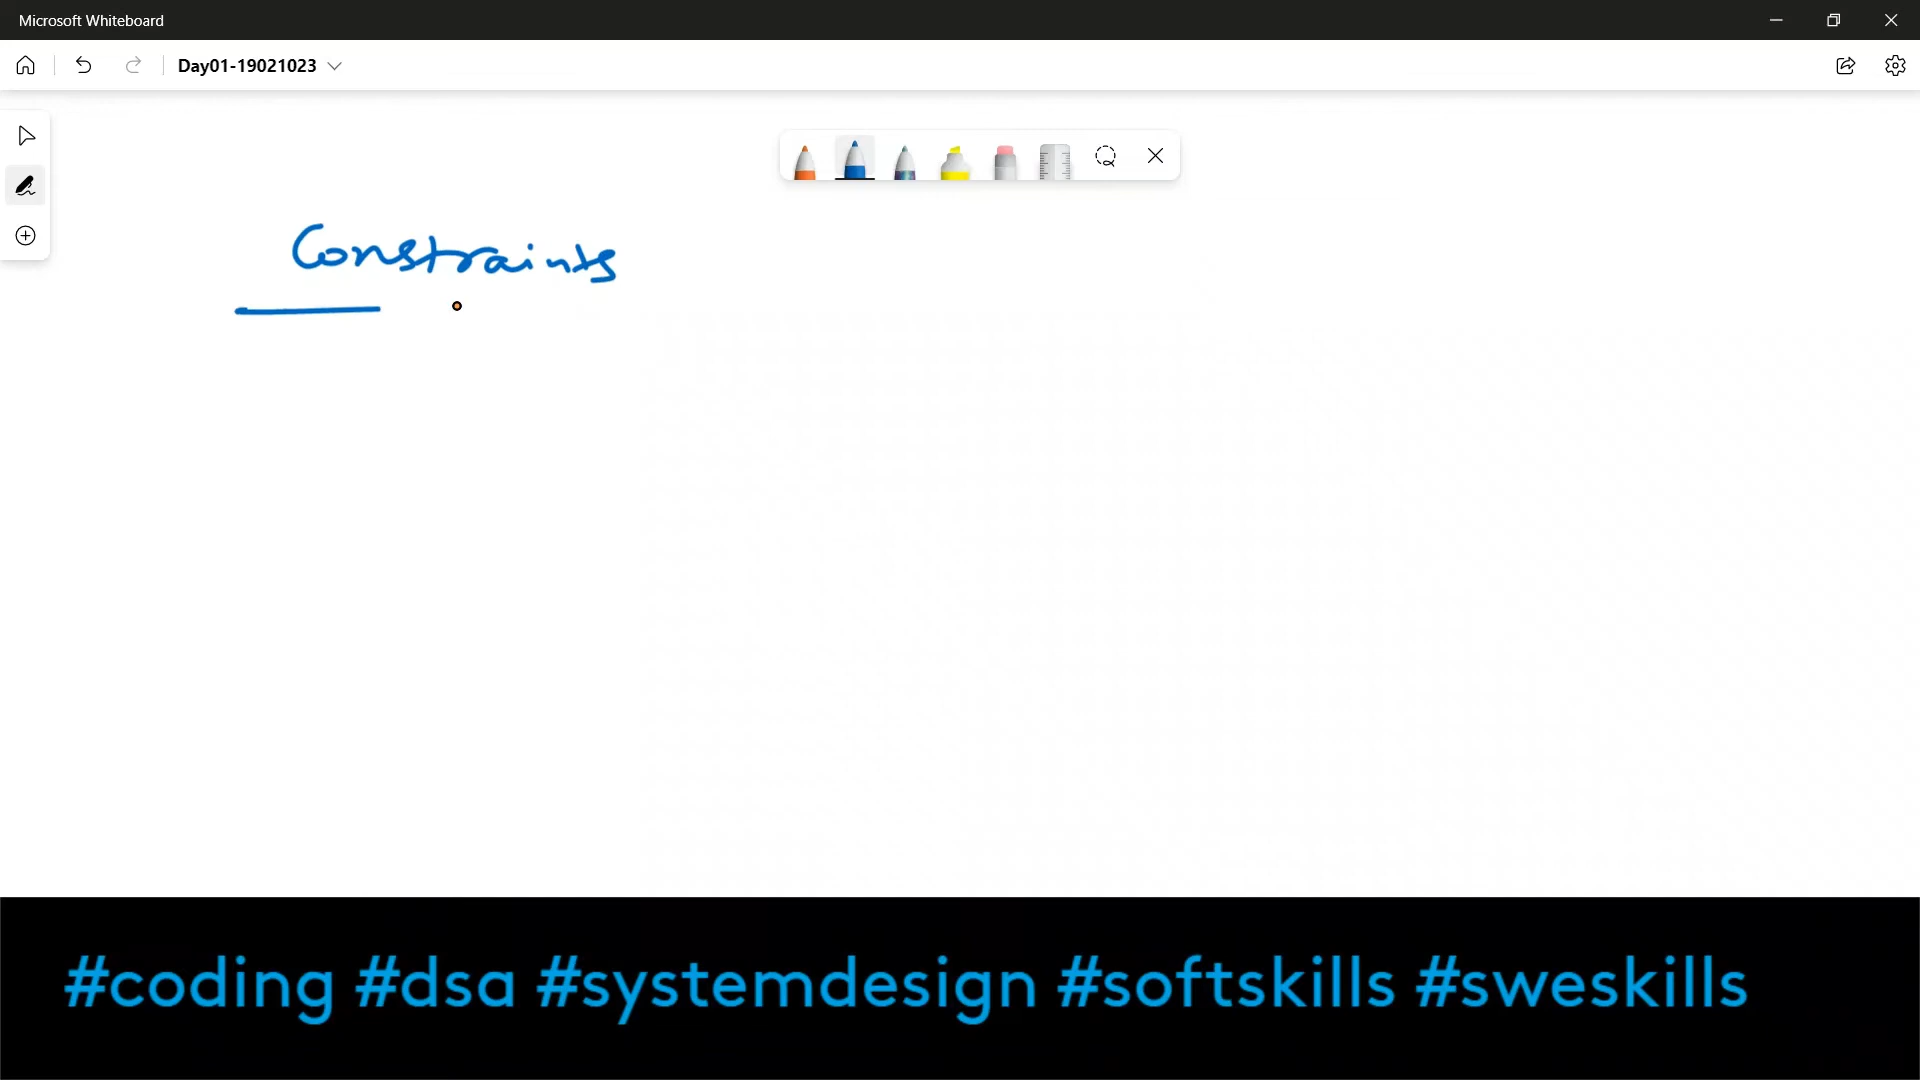 Microsoft Whiteboard
Day01-19021023
Constraints
#coding #dsa #systemdesign #softskills #sweskills